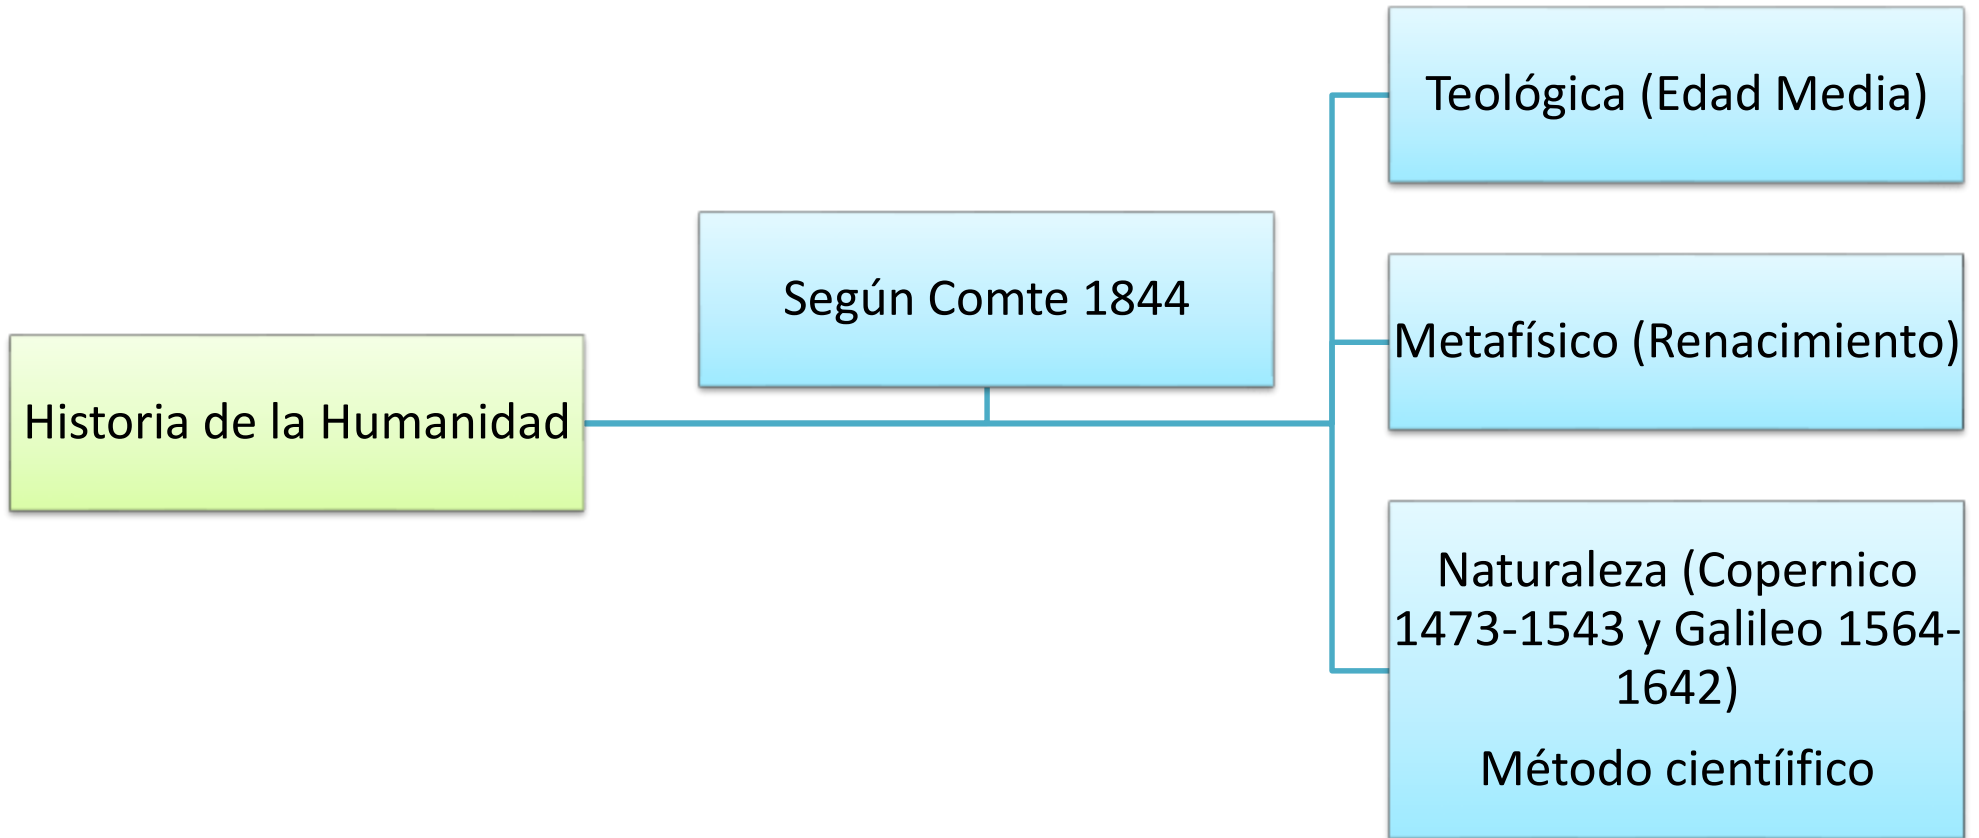 Historia de la Humanidad
Según Comte 1844
Teológica (Edad Media)
Metafísico (Renacimiento)
Naturaleza (Copernico
1473-1543 y Galileo 1564-
1642)
Método cientíifico